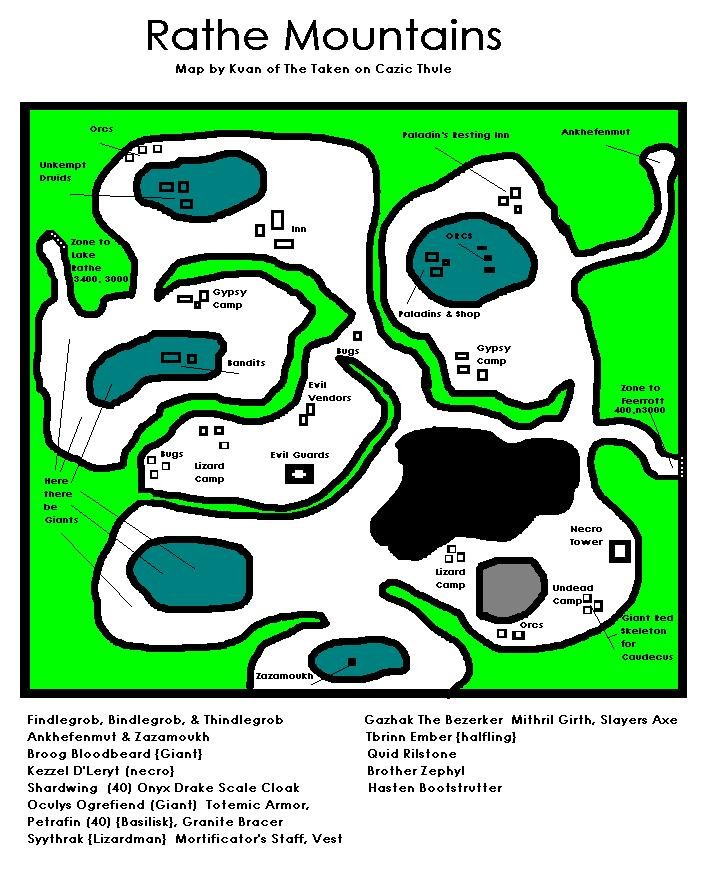 Rathe Mountains
Map by Kuan of The Taken on Cazic Thule
Orcs
Paladin's Resting Inn
Ankhefenmut
Unkempt
Druids
Inn
ORCS
Zone to
Lake
Rathe
3400, 3000
Gypsy
Camp
Paladins & Shop
Bugs
Gypsy
Camp
Bandits
Evil
Vendors
Zone to
Feerrott
400,n3000
Bugs
Lizard
Camp
Evil Guards
Here
there
be
Giants
Necro
Tower
Lizard
Camp
Undead
Camp
Orcs
Giant Red
Skeleton
for
Caudecus
Zazamoukh
Findlegrob, Bindlegrob, & Thindlegrob
Ankhefenmut & Zazamoukh
Broog Bloodbeard {Giant}
Kezzel D'Leryt (necro}
Shardwing (40) Onyx Drake Scale Cloak
Oculys Ogrefiend (Giant) Totemic Armor,
Petrafin (40) {Basilisk}, Granite Bracer
Syythrak {Lizardman} Mortificator's Staff, Vest
Gazhak The Bezerker Mithril Girth, Slayers Axe
Tbrinn Ember {halfling}
Quid Rilstone
Brother Zephyl
Hasten Bootstrutter